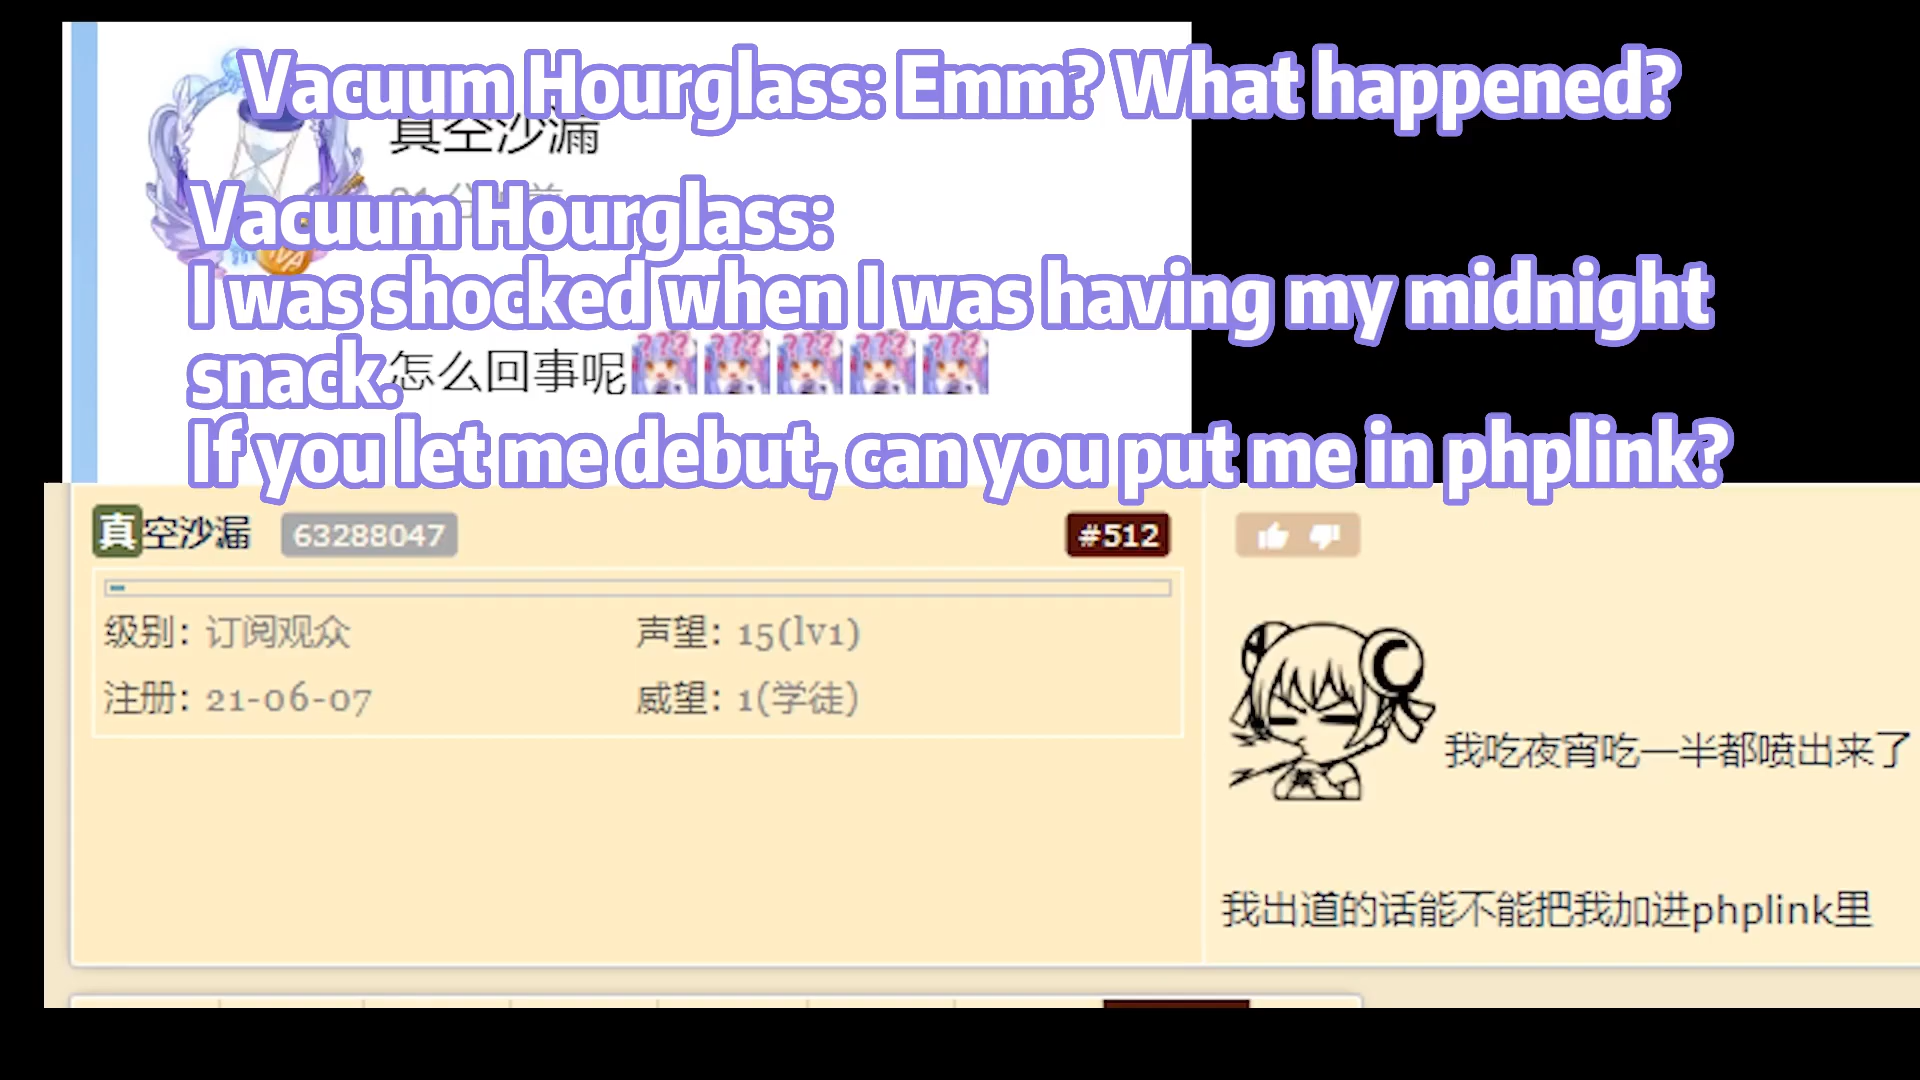 Vacuum Hourglass: Emm? What happened?
真空沙漏
Vacuum Hourglass:
I was shocked when I was having my midnight
snack.
怎么回事呢
If you let me debut, can you put me in phplink?
真空沙漏 63288047 #512
级别: 订阅观众 声望: 15(lv1)
注册: 21-06-07 威望: 1(学徒)
我吃夜宵吃一半都喷出来了
我出道的话能不能把我加进phplink里